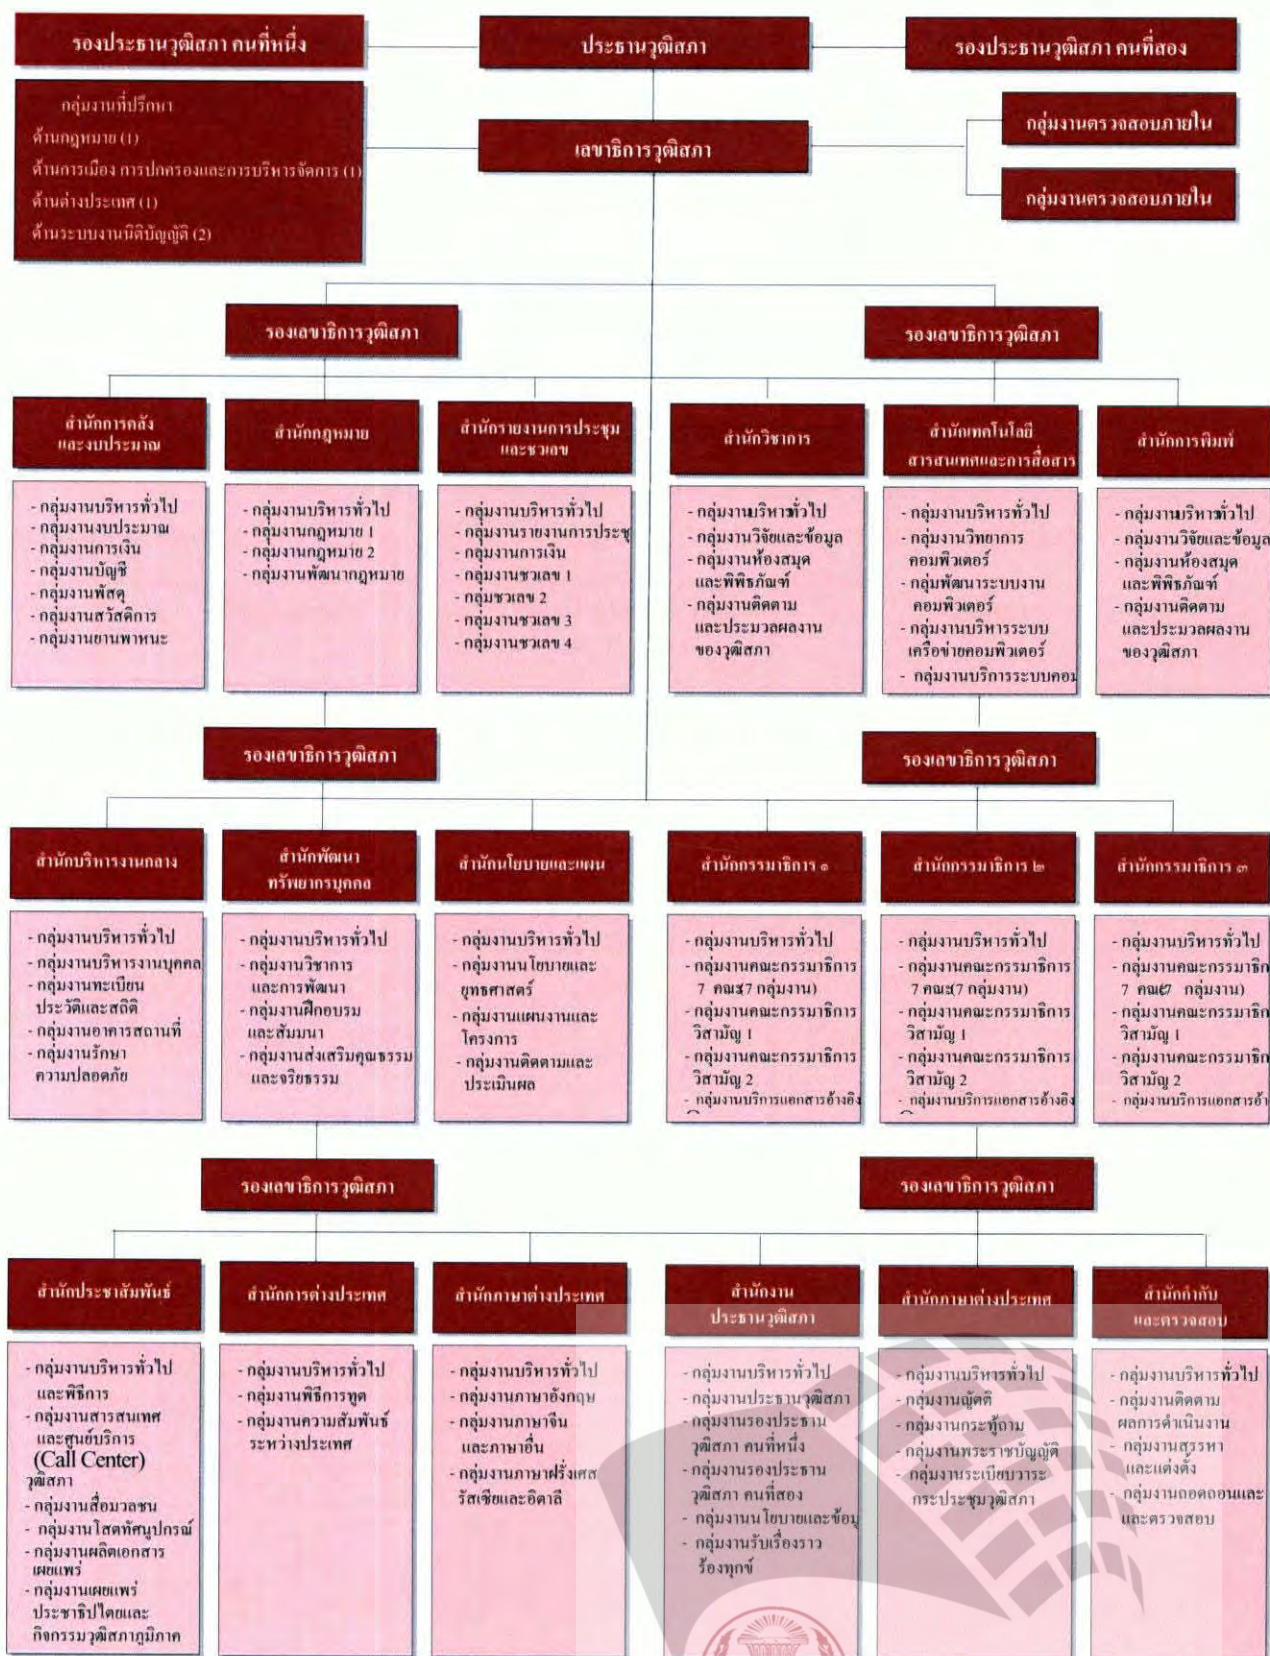 รองประธานวุฒิสภา คนที่หนึ่ง
ประธานวุฒิสภา
รองประธานวุฒิสภา คนที่สอง
กลุ่มงานที่ปรึกษา
ด้านกฎหมาย (1)
ด้านการเมือง การปกครองและการบริหารจัดการ (1)
ด้านต่างประเทศ (1)
ด้านระบบงานนิติบัญญัติ (2)
เลขาธิการวุฒิสภา
กลุ่มงานตรวจสอบภายใน
กลุ่มงานตรวจสอบภายใน
รองเลขาธิการวุฒิสภา
รองเลขาธิการวุฒิสภา
สำนักการคลัง
และงบประมาณ
- กลุ่มงานบริหารทั่วไป
- กลุ่มงานงบประมาณ
- กลุ่มงานการเงิน
- กลุ่มงานบัญชี
- กลุ่มงานพัสดุ
- กลุ่มงานสวัสดิการ
- กลุ่มงานยานพาหนะ
สำนักกฎหมาย
- กลุ่มงานบริหารทั่วไป
- กลุ่มงานกฎหมาย 1
- กลุ่มงานกฎหมาย 2
- กลุ่มงานพัฒนากฎหมาย
สำนักรายงานการประชุม
และชวเลข
- กลุ่มงานบริหารทั่วไป
- กลุ่มงานรายงานการประชุ
- กลุ่มงานการเงิน
- กลุ่มงานชวเลข 1
- กลุ่มชวเลข 2
- กลุ่มงานชวเลข 3
- กลุ่มงานชวเลข 4
สำนักวิชาการ
- กลุ่มงานบริหารทั่วไป
- กลุ่มงานวิจัยและข้อมูล
- กลุ่มงานห้องสมุด
และพิพิธภัณฑ์
- กลุ่มงานติดตาม
และประมวลผลงาน
ของวุฒิสภา
สำนักเทคโนโลยี
สารสนเทศและการสื่อสาร
- กลุ่มงานบริหารทั่วไป
- กลุ่มงานวิทยาการ
คอมพิวเตอร์
- กลุ่มพัฒนาระบบงาน
คอมพิวเตอร์
- กลุ่มงานบริหารระบบ
เครือข่ายคอมพิวเตอร์
- กลุ่มงานบริการระบบคอม
สำนักการพิมพ์
- กลุ่มงานบริหารทั่วไป
- กลุ่มงานวิจัยและข้อมูล
- กลุ่มงานห้องสมุด
และพิพิธภัณฑ์
- กลุ่มงานติดตาม
และประมวลผลงาน
ของวุฒิสภา
รองเลขาธิการวุฒิสภา
รองเลขาธิการวุฒิสภา
สำนักบริหารงานกลาง
- กลุ่มงานบริหารทั่วไป
- กลุ่มงานบริหารงานบุคคล
- กลุ่มงานทะเบียน
ประวัติและสถิติ
- กลุ่มงานอาคารสถานที่
- กลุ่มงานรักษา
ความปลอดภัย
สำนักพัฒนา
ทรัพยากรบุคคล
- กลุ่มงานบริหารทั่วไป
- กลุ่มงานวิชาการ
และการพัฒนา
- กลุ่มงานฝึกอบรม
และสัมมนา
- กลุ่มงานส่งเสริมคุณธรรม
และจริยธรรม
สำนักนโยบายและแผน
- กลุ่มงานบริหารทั่วไป
- กลุ่มงานนโยบายและ
ยุทธศาสตร์
- กลุ่มงานแผนงานและ
โครงการ
- กลุ่มงานติดตามและ
ประเมินผล
สำนักกรรมาธิการ ๑
- กลุ่มงานบริหารทั่วไป
- กลุ่มงานคณะกรรมาธิการ
7 คณะ(7 กลุ่มงาน)
- กลุ่มงานคณะกรรมาธิการ
วิสามัญ 1
- กลุ่มงานคณะกรรมาธิการ
วิสามัญ 2
- กลุ่มงานบริการเอกสารอ้างอิง
สำนักกรรมาธิการ ๒
- กลุ่มงานบริหารทั่วไป
- กลุ่มงานคณะกรรมาธิการ
7 คณะ(7 กลุ่มงาน)
- กลุ่มงานคณะกรรมาธิการ
วิสามัญ 1
- กลุ่มงานคณะกรรมาธิการ
วิสามัญ 2
- กลุ่มงานบริการเอกสารอ้างอิง
สำนักกรรมาธิการ ๓
- กลุ่มงานบริหารทั่วไป
- กลุ่มงานคณะกรรมาธิก
7 คณะ(7 กลุ่มงาน)
- กลุ่มงานคณะกรรมาธิก
วิสามัญ 1
- กลุ่มงานคณะกรรมาธิก
วิสามัญ 2
- กลุ่มงานบริการเอกสารอ้า
รองเลขาธิการวุฒิสภา
รองเลขาธิการวุฒิสภา
สำนักประชาสัมพันธ์
- กลุ่มงานบริหารทั่วไป
และพิธีการ
- กลุ่มงานสารสนเทศ
และศูนย์บริการ
(Call Center)
วุฒิสภา
- กลุ่มงานสื่อมวลชน
- กลุ่มงานโสตทัศนูปกรณ์
- กลุ่มงานผลิตเอกสาร
เผยแพร่
- กลุ่มงานเผยแพร่
ประชาธิปไตยและ
กิจกรรมวุฒิสภาภูมิภาค
สำนักการต่างประเทศ
- กลุ่มงานบริหารทั่วไป
- กลุ่มงานพิธีการทูต
- กลุ่มงานความสัมพันธ์
ระหว่างประเทศ
สำนักภาษาต่างประเทศ
- กลุ่มงานบริหารทั่วไป
- กลุ่มงานภาษาอังกฤษ
- กลุ่มงานภาษาจีน
และภาษาอื่น
- กลุ่มงานภาษาฝรั่งเศส
รัสเซียและอิตาลี
สำนักงาน
ประธานวุฒิสภา
- กลุ่มงานบริหารทั่วไป
- กลุ่มงานประธานวุฒิสภา
- กลุ่มงานรองประธาน
วุฒิสภา คนที่หนึ่ง
- กลุ่มงานรองประธาน
วุฒิสภา คนที่สอง
- กลุ่มงานนโยบายและข้อมู
- กลุ่มงานรับเรื่องราว
ร้องทุกข์
สำนักภาษาต่างประเทศ
- กลุ่มงานบริหารทั่วไป
- กลุ่มงานญัตติ
- กลุ่มงานกระทู้ถาม
- กลุ่มงานพระราชบัญญัติ
- กลุ่มงานระเบียบวาระ
กระประชุมวุฒิสภา
สำนักกำกับ
และตรวจสอบ
- กลุ่มงานบริหารทั่วไป
- กลุ่มงานติดตาม
ผลการดำเนินงาน
- กลุ่มงานสรรหา
และแต่งตั้ง
- กลุ่มงานถอดถอนและ
และตรวจสอบ